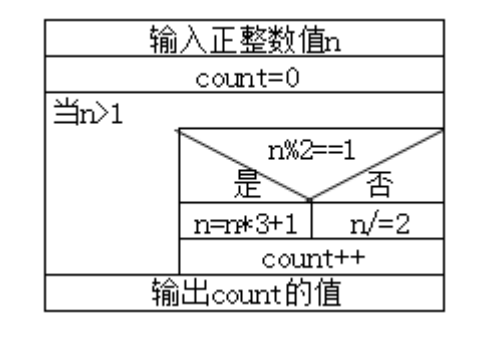 输入正整数值n
count=0
当n>1
n%2==1
是 否
n=n*3+1 n/=2
count++
输出count的值